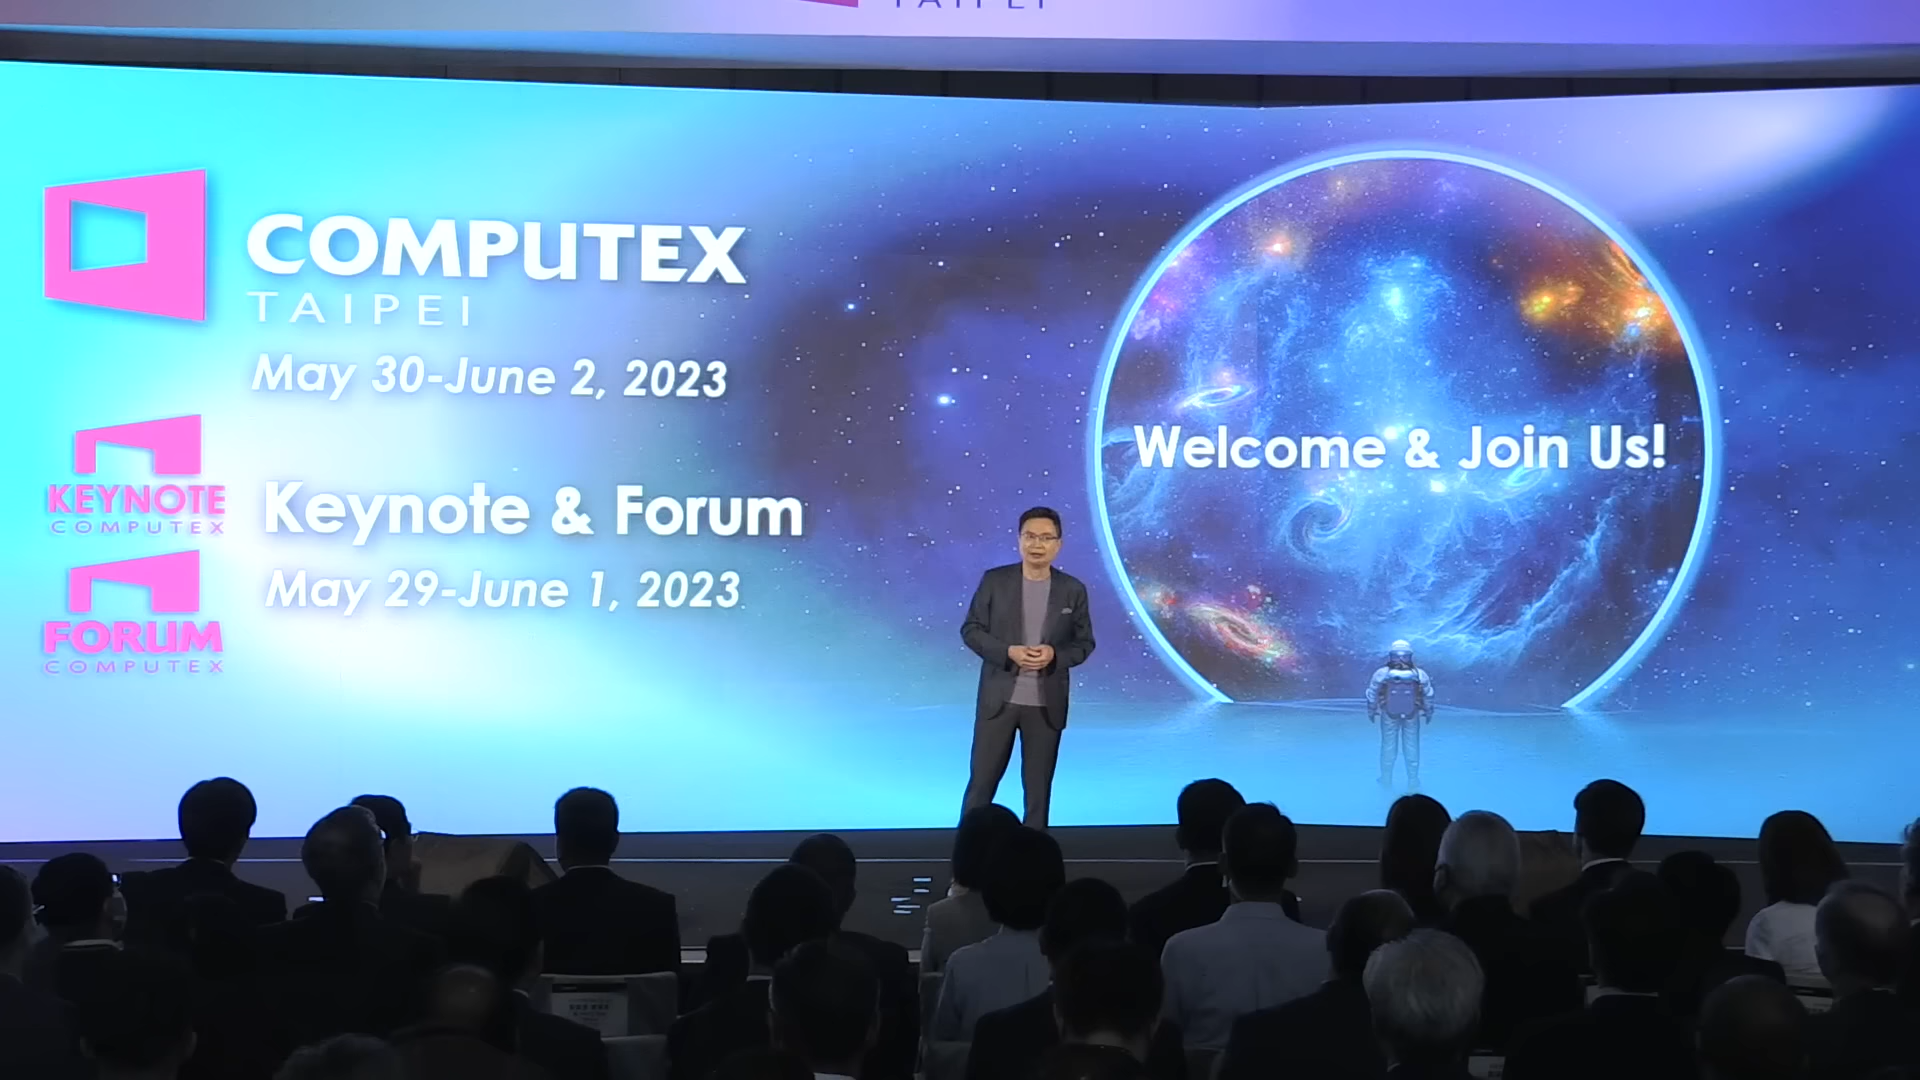 TAIPEI
COMPUTEX
TAIPEI
May 30-June 2, 2023
KEYNOTE
COMPUTEX
Keynote & Forum
May 29-June 1, 2023
FORUM
COMPUTEX
Welcome & Join Us!